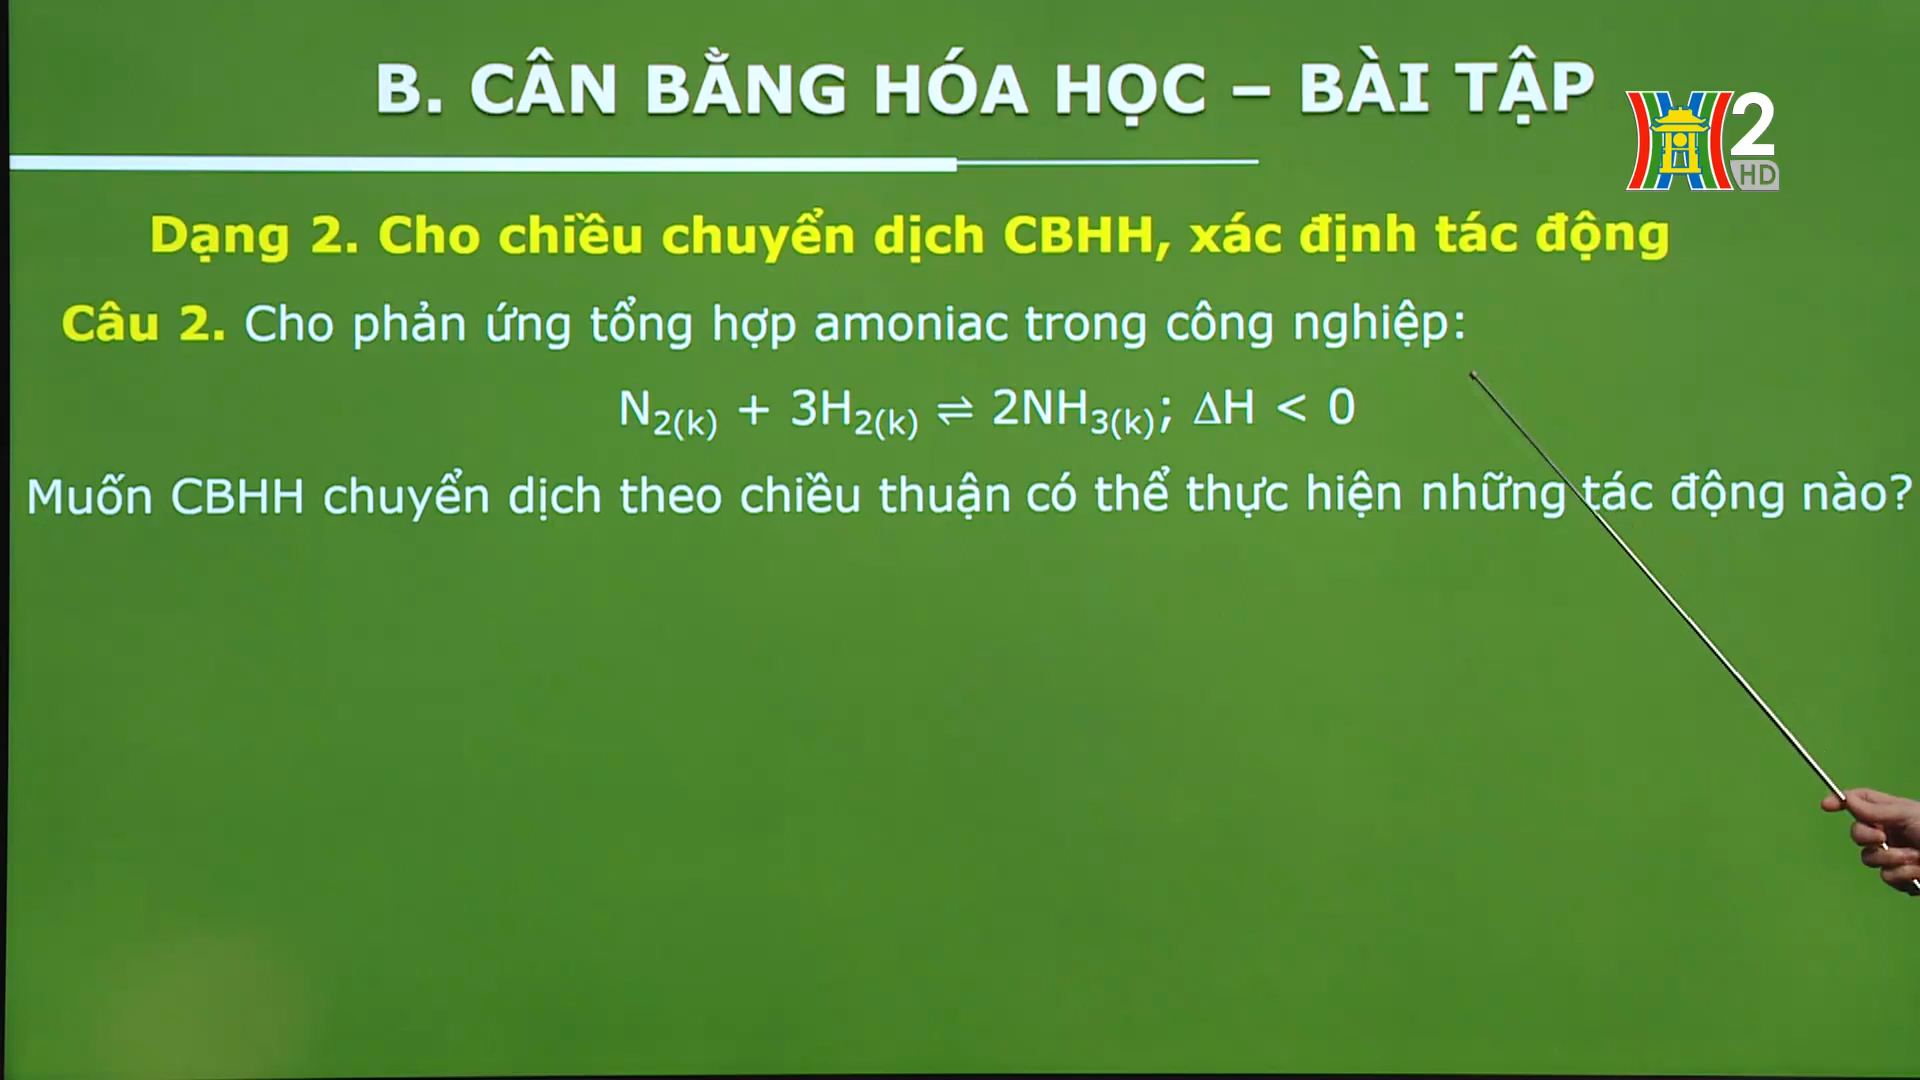 B. CÂN BẰNG HÓA HỌC – BÀI TẬP
2
HD
Dạng 2. Cho chiều chuyển dịch CBHH, xác định tác động
Câu 2. Cho phản ứng tổng hợp amoniac trong công nghiệp:
N₂₍ₖ₎ + 3H₂₍ₖ₎ ⇌ 2NH₃₍ₖ₎; ΔH < 0
Muốn CBHH chuyển dịch theo chiều thuận có thể thực hiện những tác động nào?